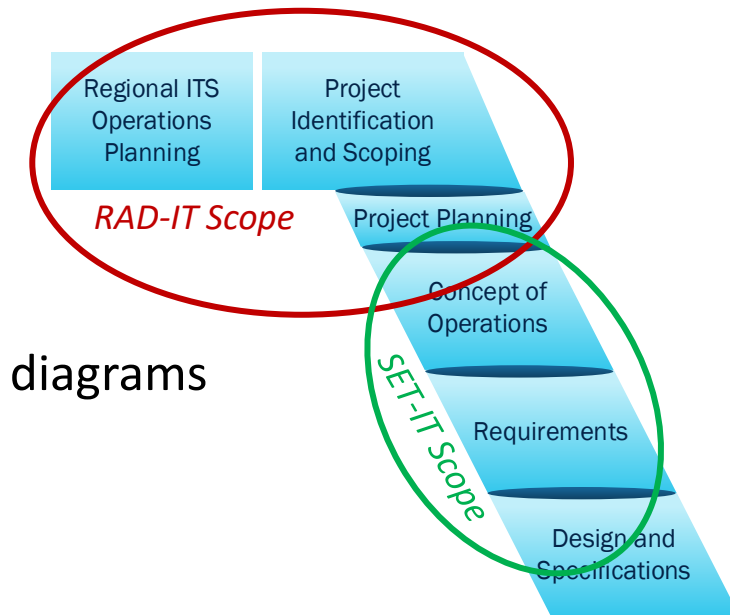 Regional ITS
Operations
Planning
Project
Identification
and Scoping
RAD-IT Scope
Project Planning
Concept of
Operations
diagrams
SET-IT Scope
Requirements
Design and
Specifications